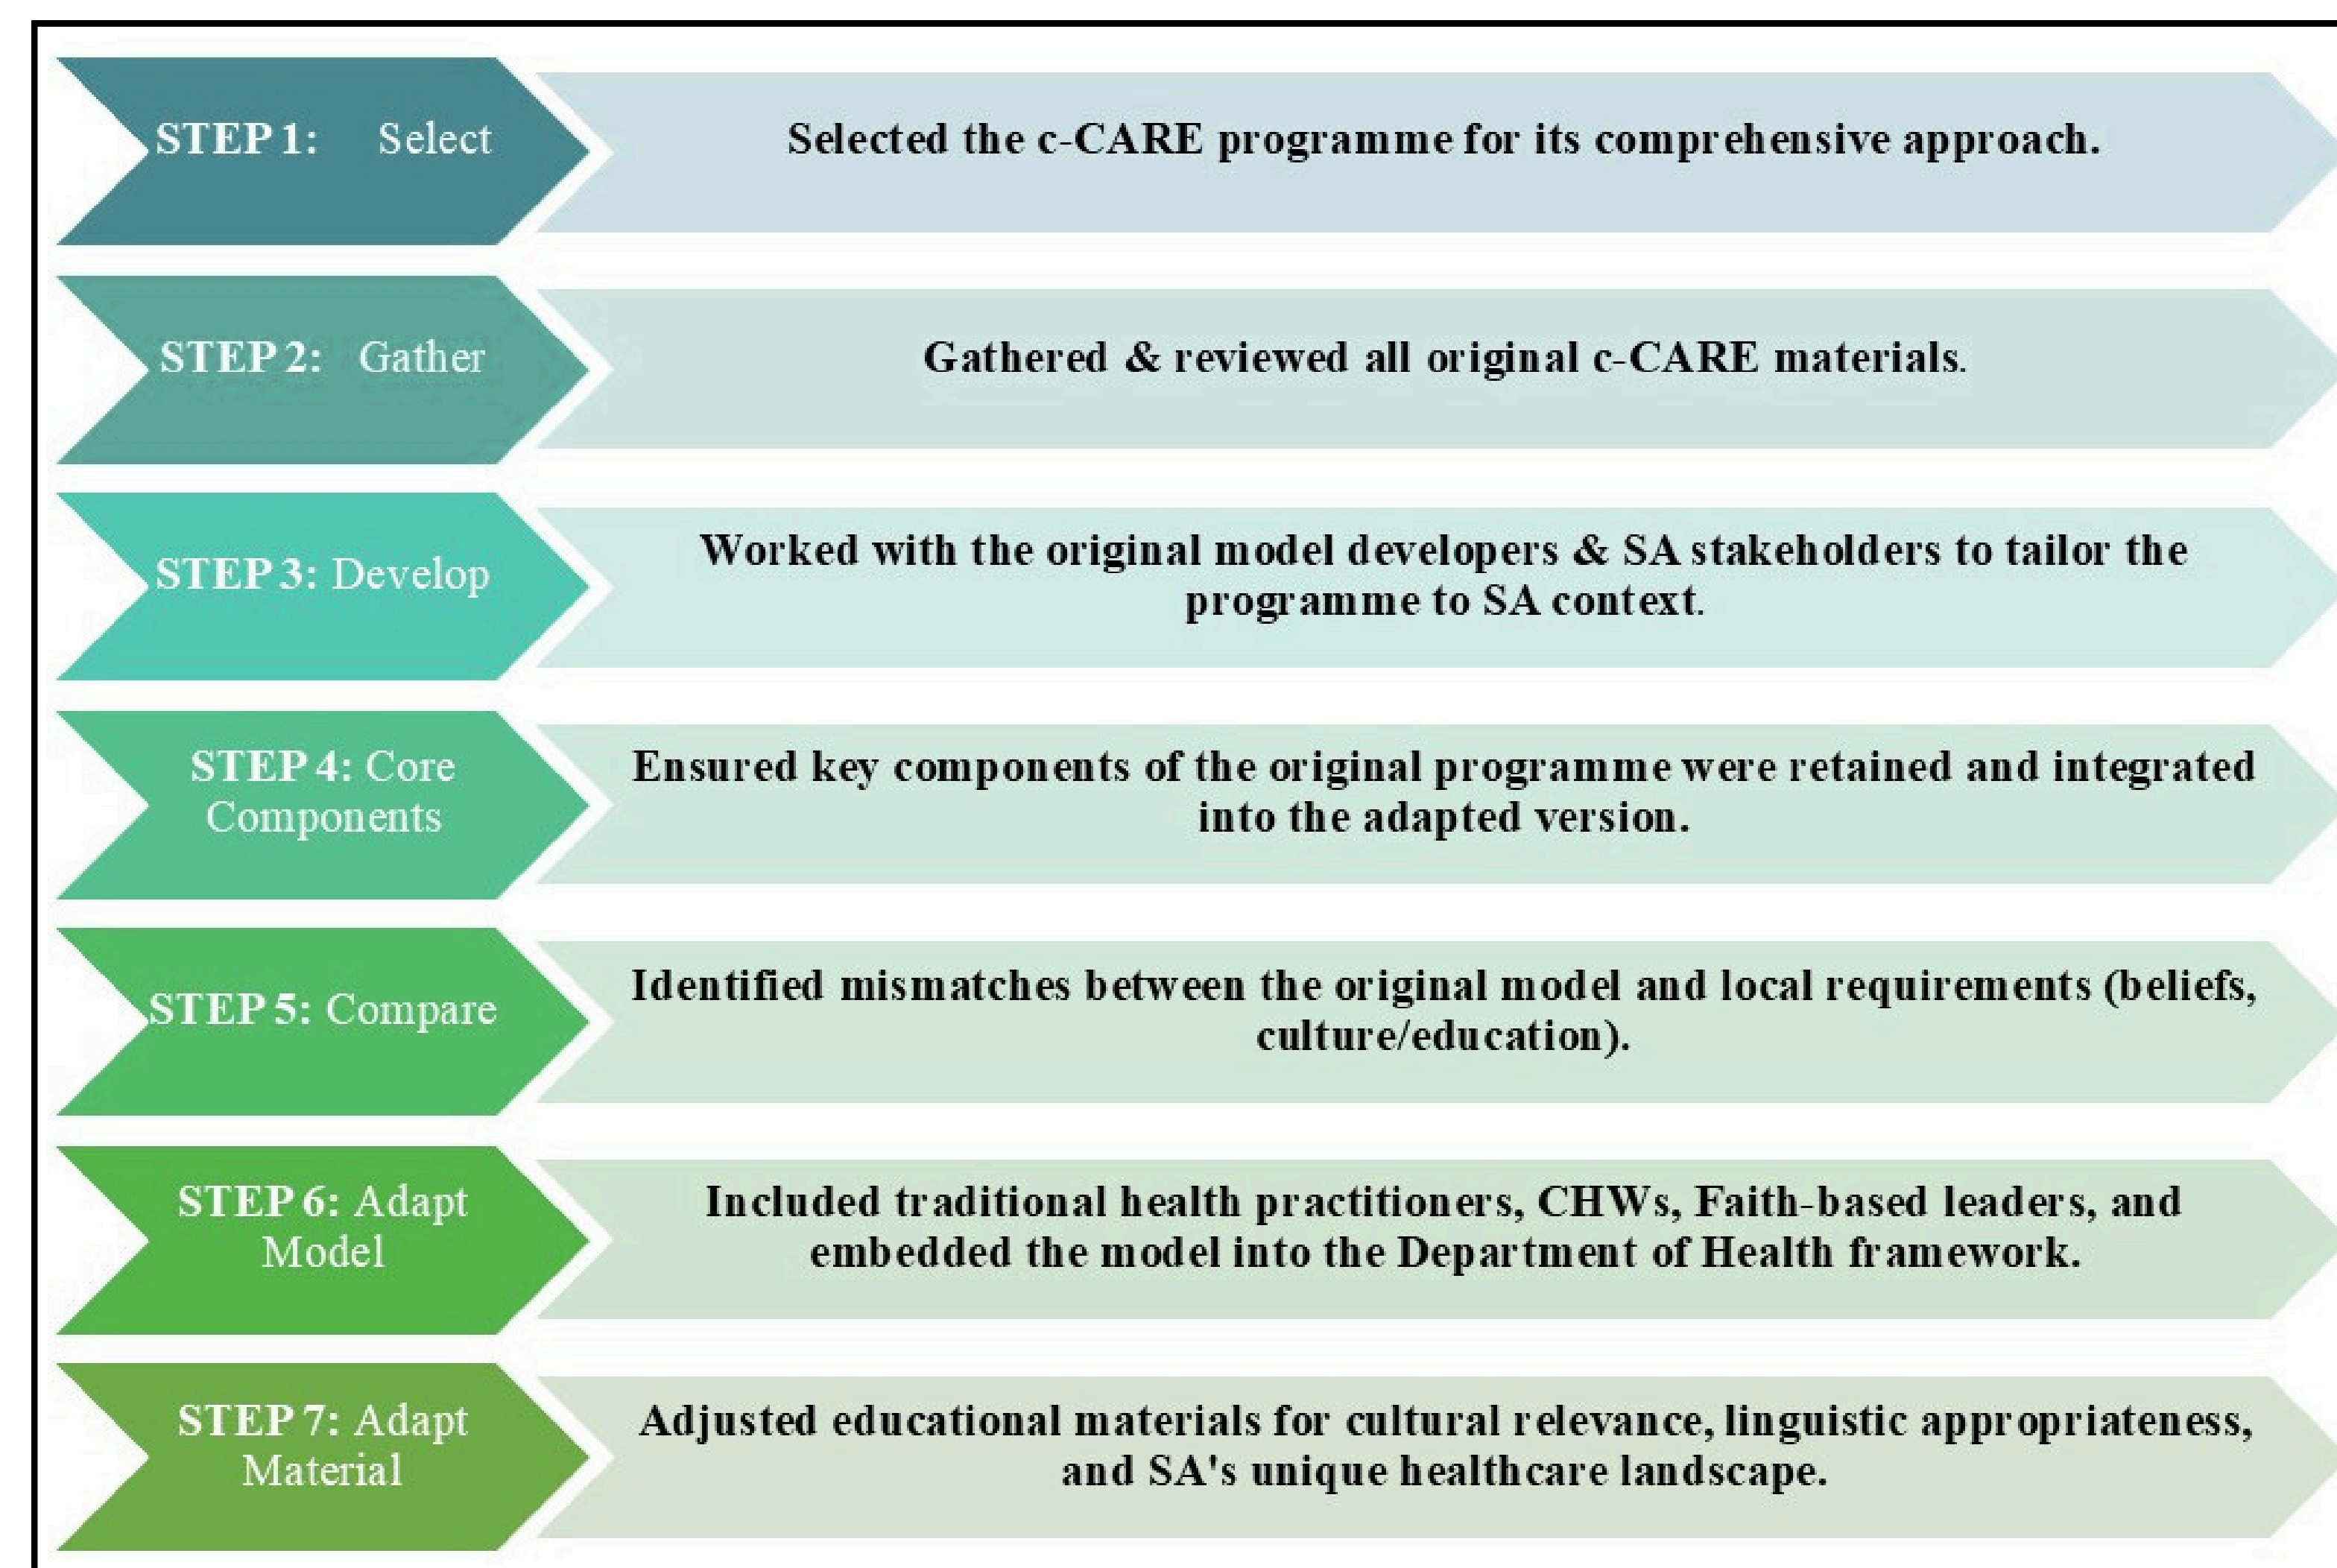 STEP 1: Select
Selected the c-CARE programme for its comprehensive approach.
STEP 2: Gather
Gathered & reviewed all original c-CARE materials.
STEP 3: Develop
Worked with the original model developers & SA stakeholders to tailor the
programme to SA context.
STEP 4: Core
Components
Ensured key components of the original programme were retained and integrated
into the adapted version.
STEP 5: Compare
Identified mismatches between the original model and local requirements (beliefs,
culture/education).
STEP 6: Adapt
Model
Included traditional health practitioners, CHWs, Faith-based leaders, and
embedded the model into the Department of Health framework.
STEP 7: Adapt
Material
Adjusted educational materials for cultural relevance, linguistic appropriateness,
and SA's unique healthcare landscape.